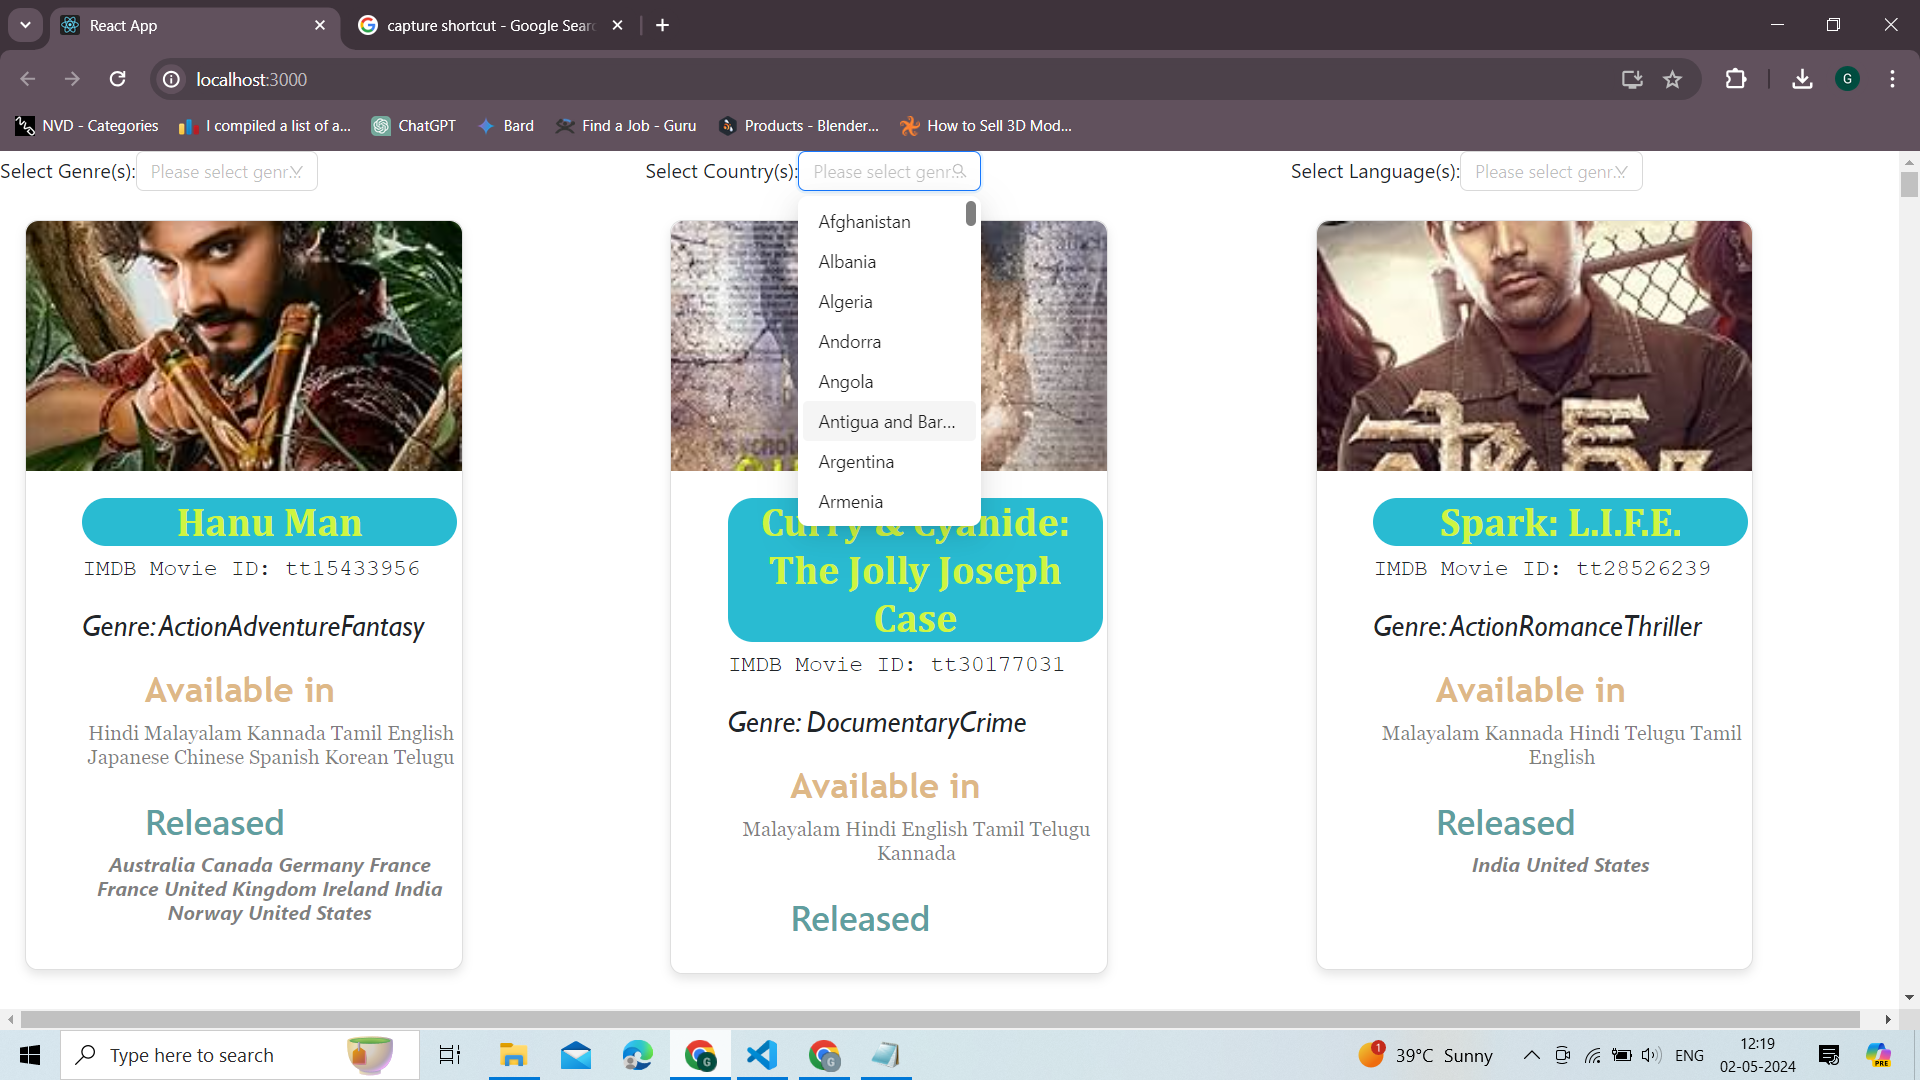 React App
capture shortcut - Google Sear
localhost:3000
G
NVD - Categories
I compiled a list of a...
ChatGPT
Bard
Find a Job - Guru
Products - Blender...
How to Sell 3D Mod...
Select Genre(s):
Please select genr...
Select Country(s):
Please select genr...
Select Language(s):
Please select genr...
Afghanistan
Albania
Algeria
Andorra
Angola
Antigua and Bar...
Argentina
Armenia
Hanu Man
IMDB Movie ID: tt15433956
Genre: ActionAdventureFantasy
Available in
Hindi Malayalam Kannada Tamil English
Japanese Chinese Spanish Korean Telugu
Released
Australia Canada Germany France
France United Kingdom Ireland India
Norway United States
Curry & Cyanide:
The Jolly Joseph
Case
IMDB Movie ID: tt30177031
Genre: DocumentaryCrime
Available in
Malayalam Hindi English Tamil Telugu
Kannada
Released
స్పార్క్
Spark: L.I.F.E.
IMDB Movie ID: tt28526239
Genre: ActionRomanceThriller
Available in
Malayalam Kannada Hindi Telugu Tamil
English
Released
India United States
Type here to search
1
39°C Sunny
ENG
12:19
02-05-2024
PRE